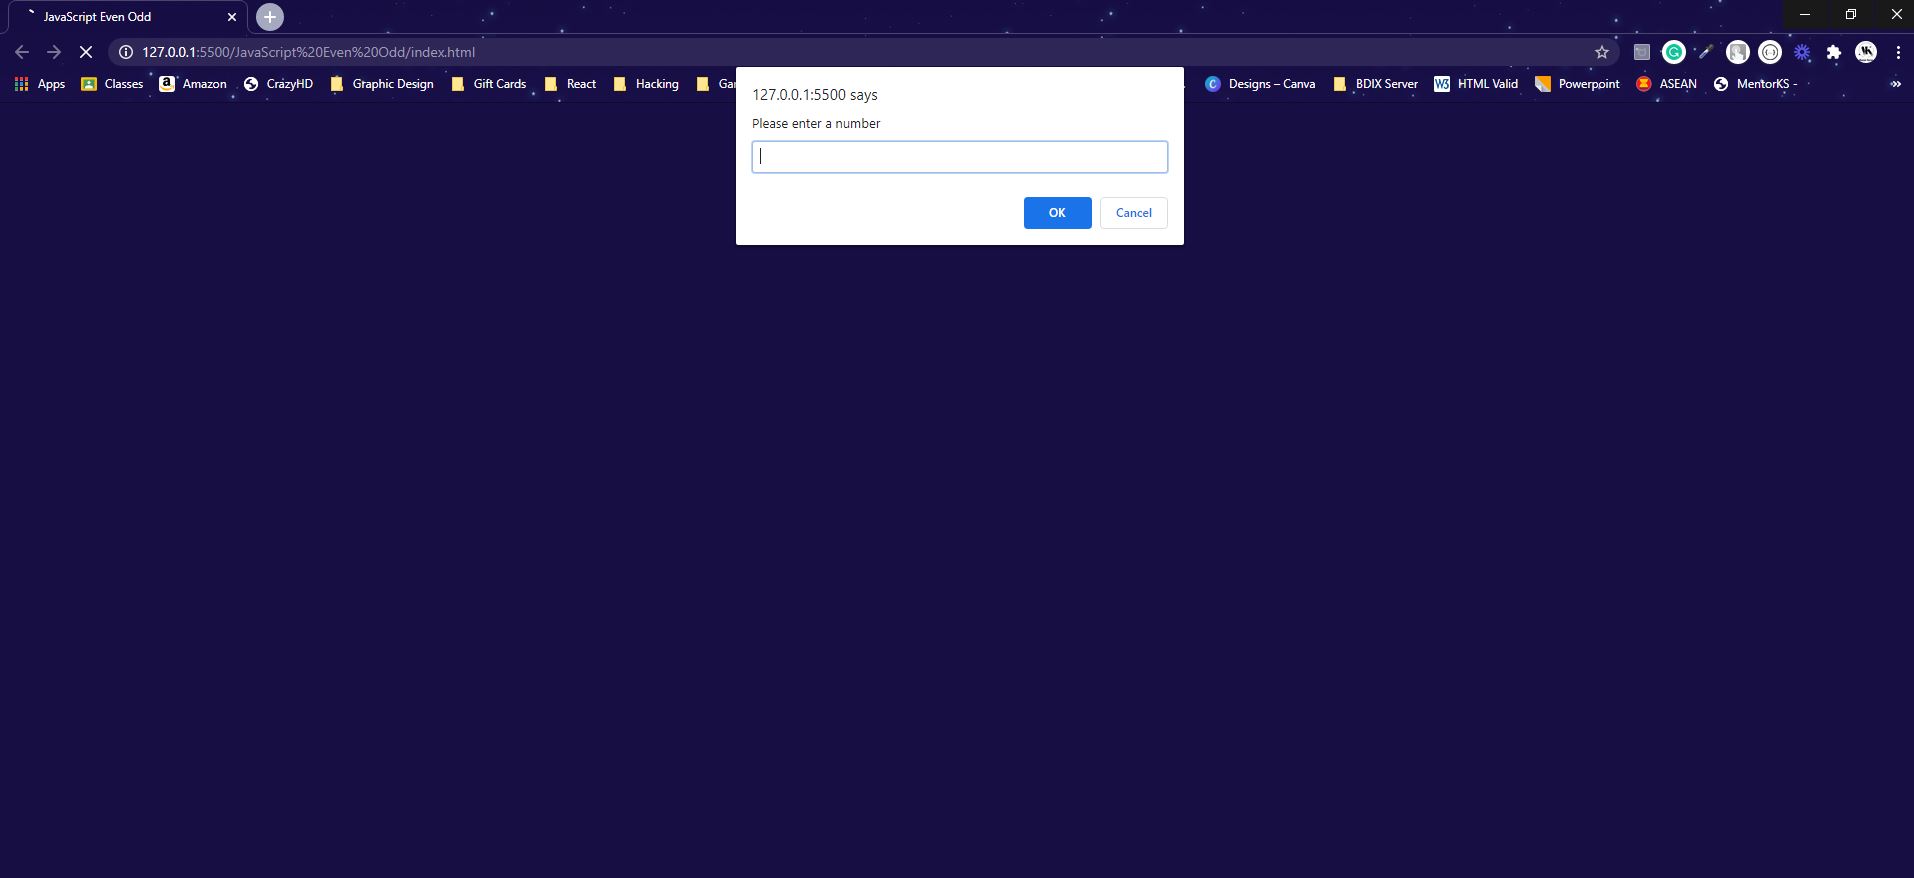 JavaScript Even Odd
127.0.0.1:5500/JavaScript%20Even%20Odd/index.html
Apps Classes Amazon CrazyHD Graphic Design Gift Cards React Hacking Designs – Canva BDIX Server HTML Valid Powerpoint ASEAN MentorKS -
127.0.0.1:5500 says
Please enter a number
OK Cancel